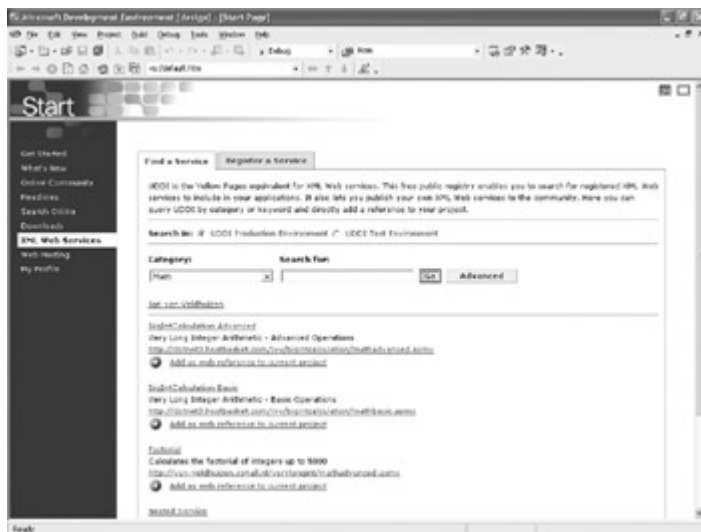 Microsoft Development Environment [design] - [Start Page]
File Edit View Project Build Debug Tools Window Help
Debug
Start
Get Started
What's New
Online Community
Headlines
Search Online
Downloads
XML Web Services
Web Hosting
My Profile
Find a Service
Register a Service
UDDI is the Yellow Pages equivalent for XML Web services. This free public registry enables you to search for registered XML Web
services to include in your applications. It also lets you publish your own XML Web services to the community. Here you can
query UDDI by category or keyword and directly add a reference to your project.
Search in: UDDI Production Environment UDDI Test Environment
Category: Search for:
Math Go Advanced
Jan van Veldhuizen
BigIntCalculation Advanced
Very Long Integer Arithmetic - Advanced Operations
Add as web reference to current project
BigIntCalculation Basic
Very Long Integer Arithmetic - Basic Operations
Add as web reference to current project
Factorial
Calculates the factorial of integers up to 5000
Add as web reference to current project
Nested Service
Ready